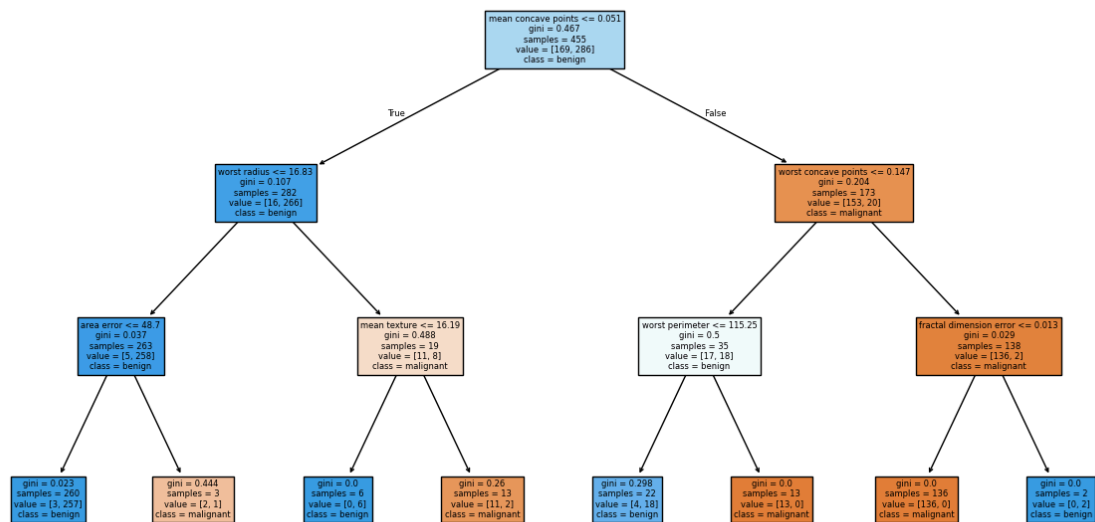 mean concave points <= 0.051
gini = 0.467
samples = 455
value = [169, 286]
class = benign
True
False
worst radius <= 16.83
gini = 0.107
samples = 282
value = [16, 266]
class = benign
worst concave points <= 0.147
gini = 0.204
samples = 173
value = [153, 20]
class = malignant
area error <= 48.7
gini = 0.037
samples = 263
value = [5, 258]
class = benign
mean texture <= 16.19
gini = 0.488
samples = 19
value = [11, 8]
class = malignant
worst perimeter <= 115.25
gini = 0.5
samples = 35
value = [17, 18]
class = benign
fractal dimension error <= 0.013
gini = 0.029
samples = 138
value = [136, 2]
class = malignant
gini = 0.023
samples = 260
value = [3, 257]
class = benign
gini = 0.444
samples = 3
value = [2, 1]
class = malignant
gini = 0.0
samples = 6
value = [0, 6]
class = benign
gini = 0.26
samples = 13
value = [11, 2]
class = malignant
gini = 0.298
samples = 22
value = [4, 18]
class = benign
gini = 0.0
samples = 13
value = [13, 0]
class = malignant
gini = 0.0
samples = 136
value = [136, 0]
class = malignant
gini = 0.0
samples = 2
value = [0, 2]
class = benign